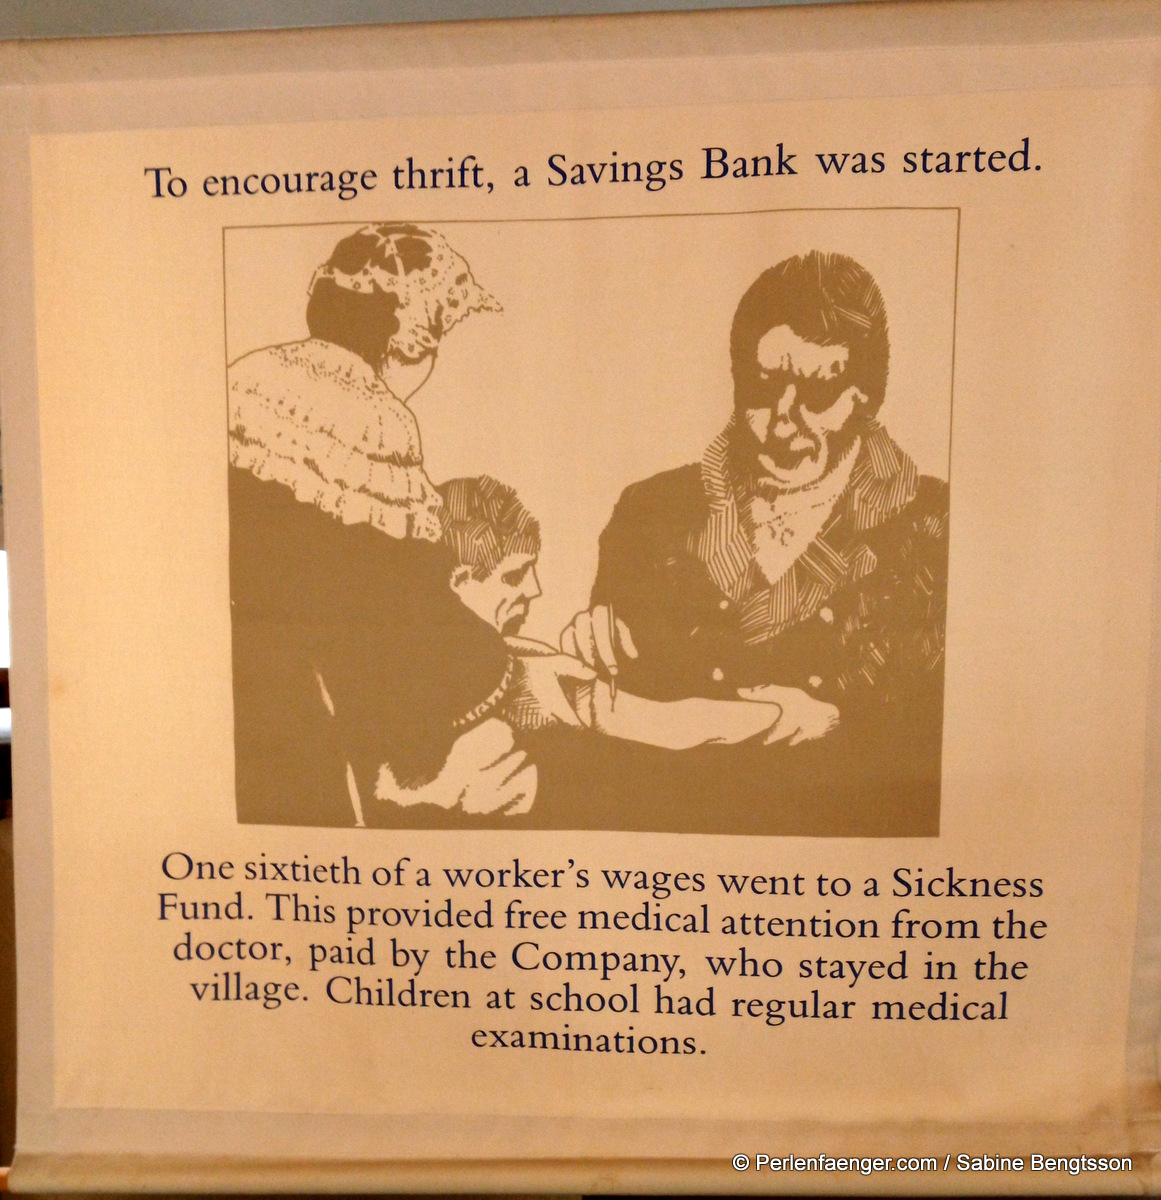 To encourage thrift, a Savings Bank was started.
One sixtieth of a worker's wages went to a Sickness
Fund. This provided free medical attention from the
doctor, paid by the Company, who stayed in the
village. Children at school had regular medical
examinations.
© Perlenfaenger.com / Sabine Bengtsson